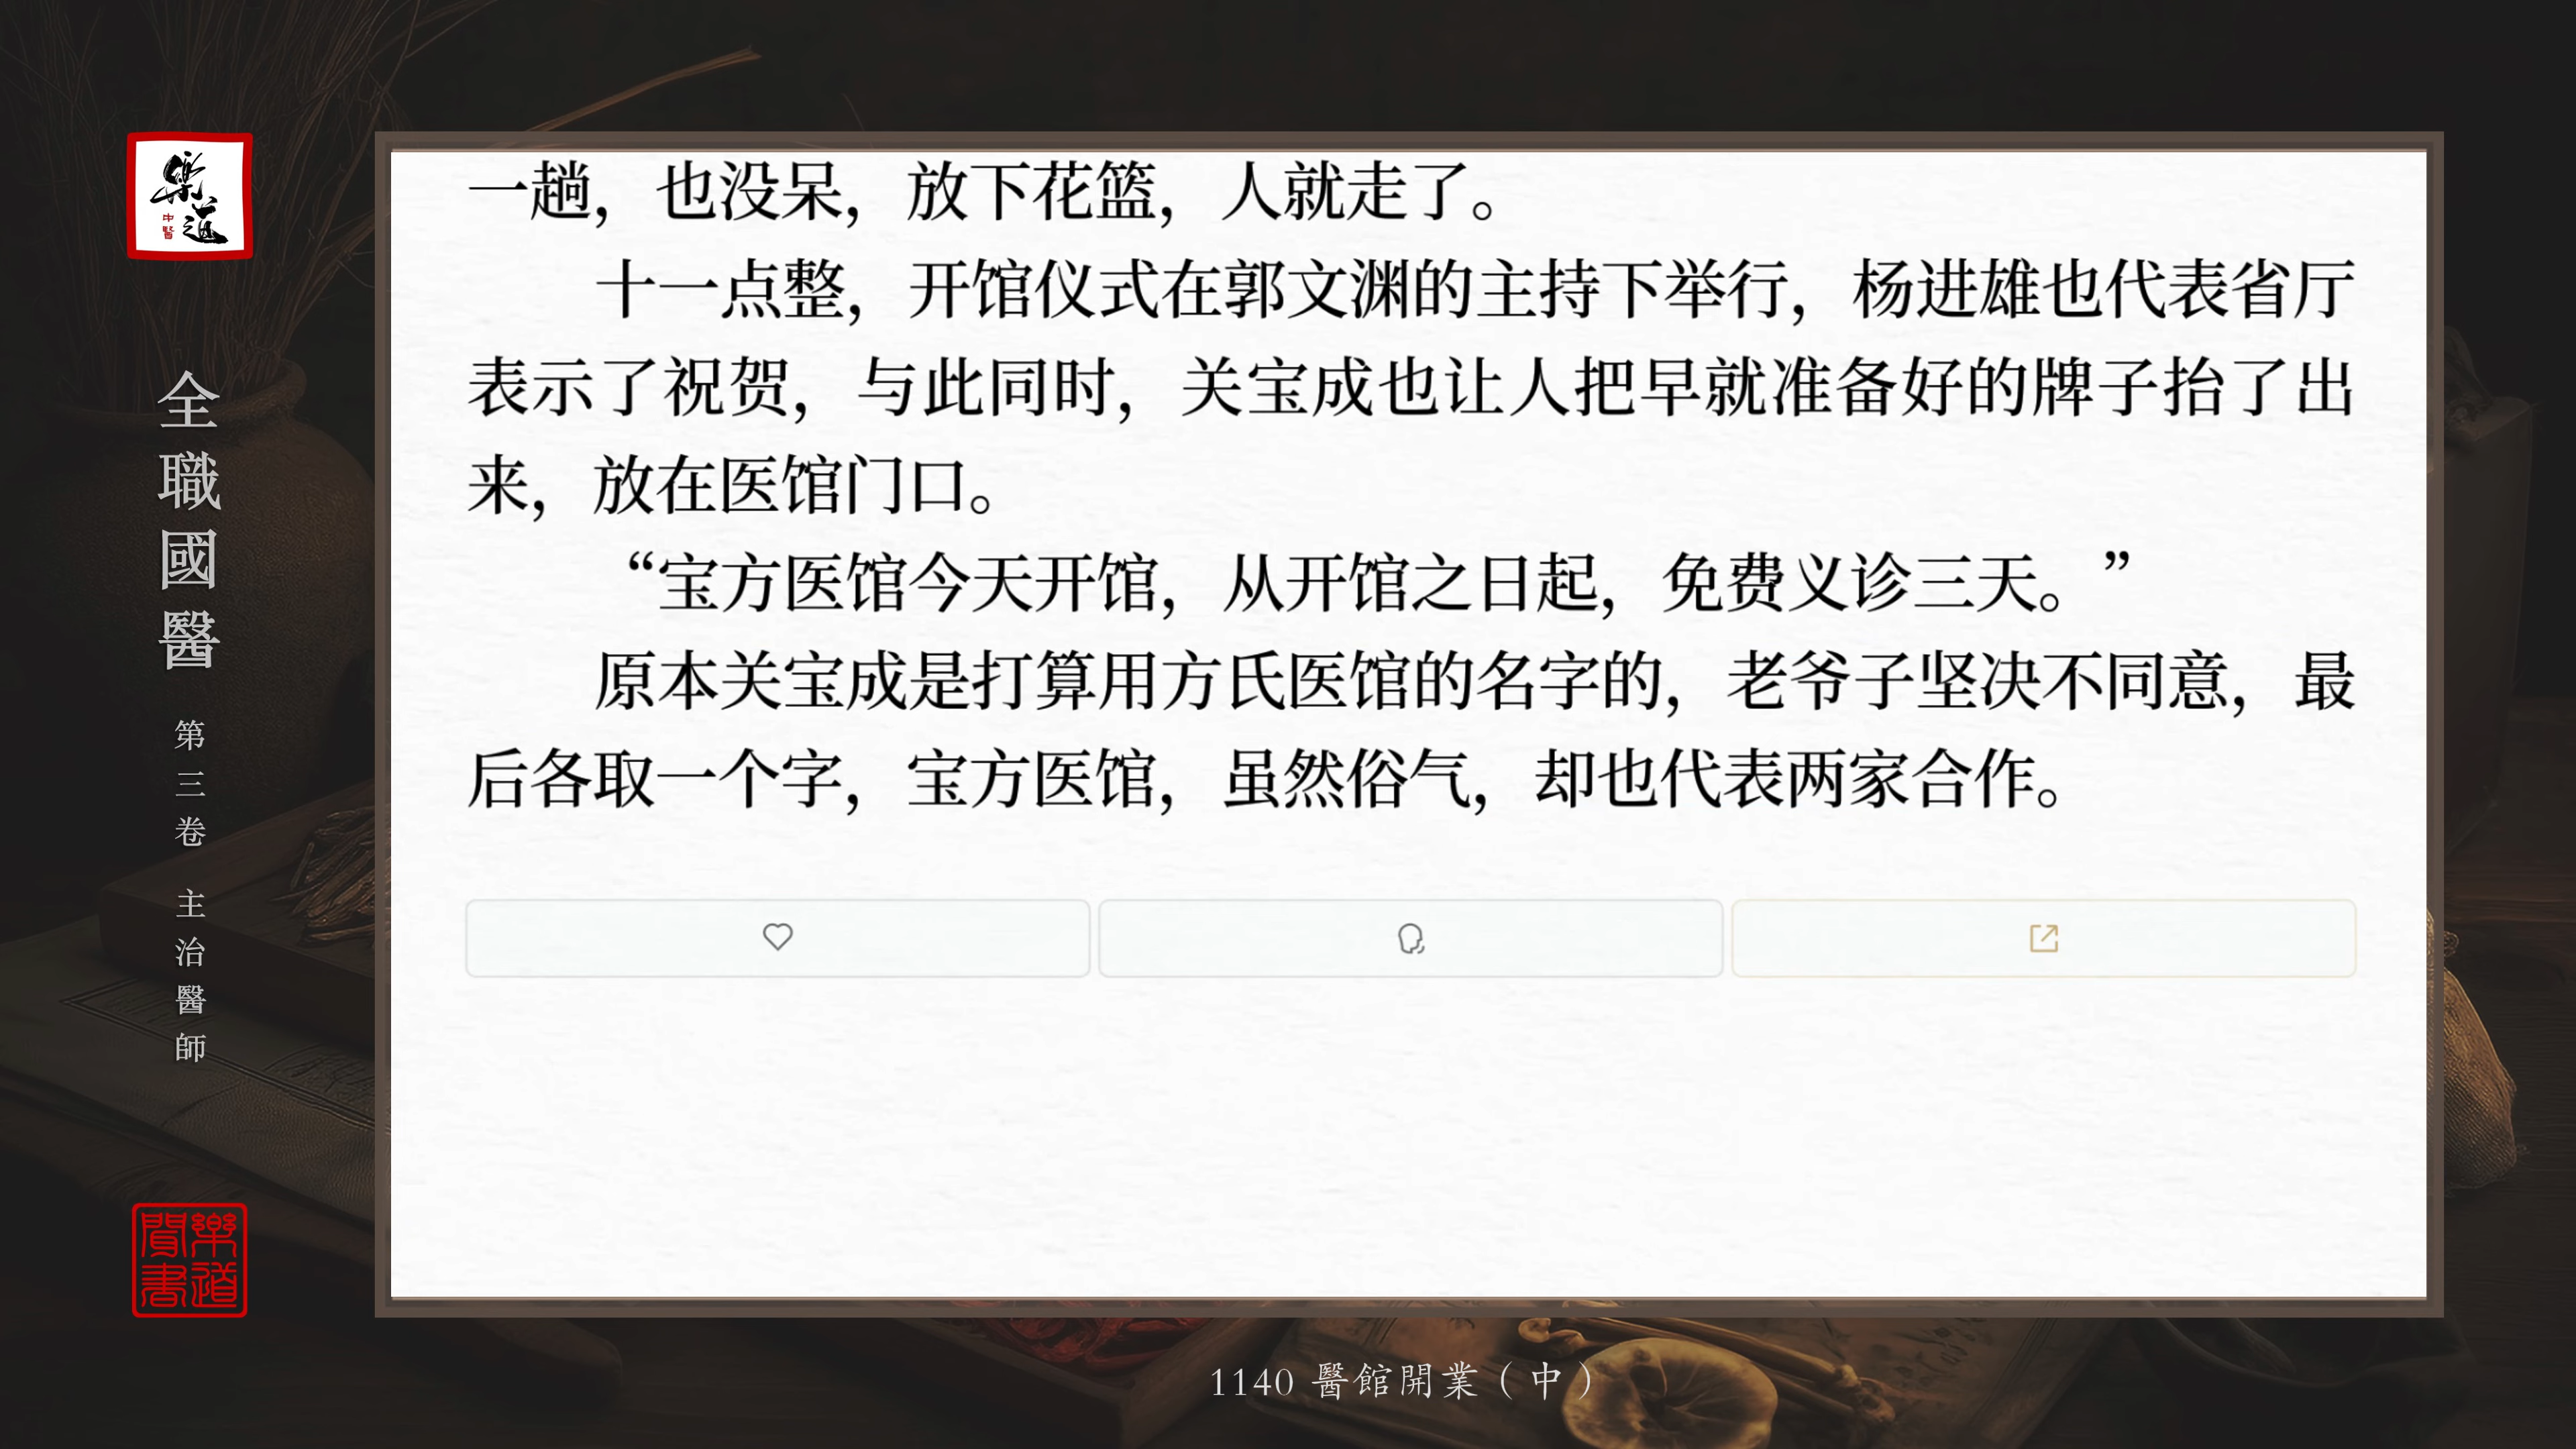 樂道
中醫
全職國醫
第三卷 主治醫師
樂道
聞書
一趟，也没呆，放下花篮，人就走了。
十一点整，开馆仪式在郭文渊的主持下举行，杨进雄也代表省厅
表示了祝贺，与此同时，关宝成也让人把早就准备好的牌子抬了出
来，放在医馆门口。
“宝方医馆今天开馆，从开馆之日起，免费义诊三天。”
原本关宝成是打算用方氏医馆的名字的，老爷子坚决不同意，最
后各取一个字，宝方医馆，虽然俗气，却也代表两家合作。
1140 醫館開業（中）